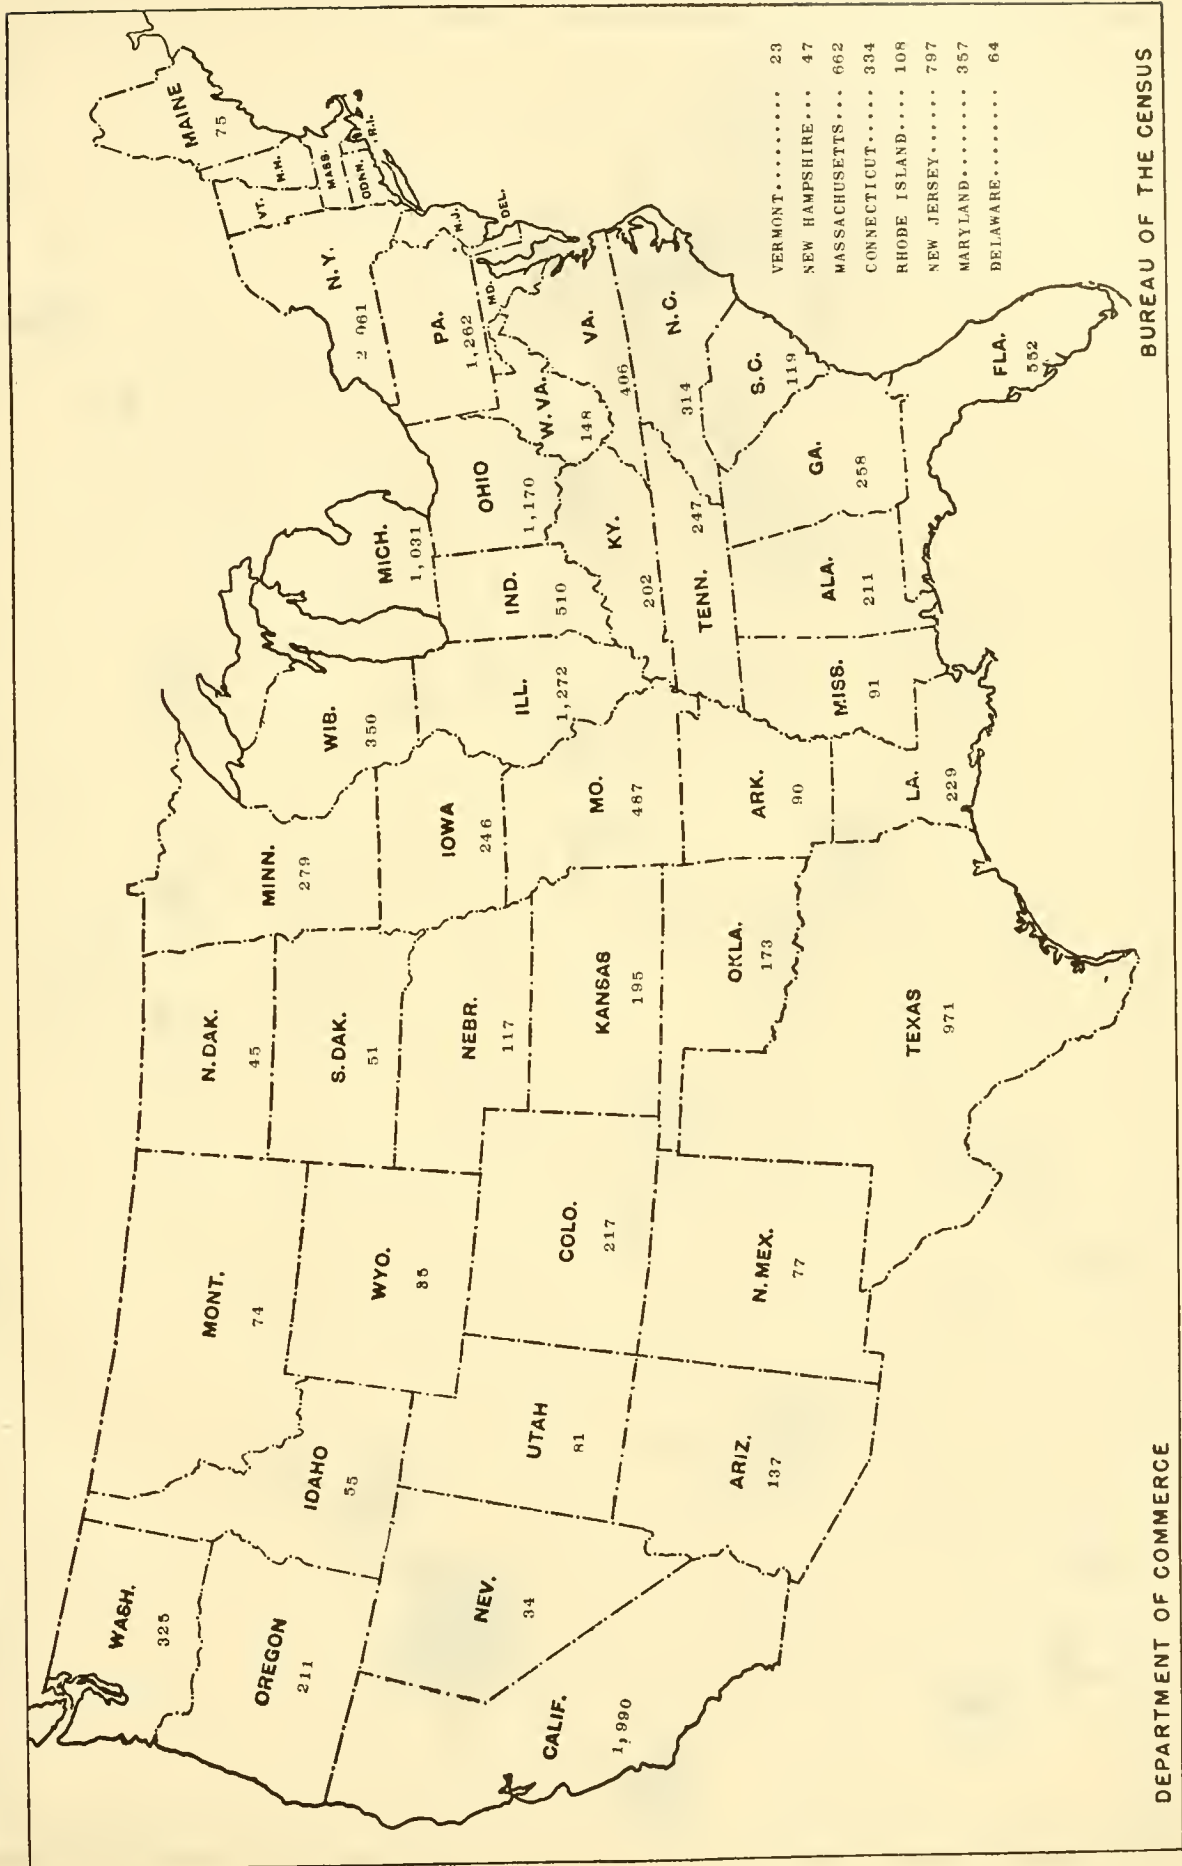 WASH.
325
OREGON
211
CALIF.
1,990
NEV.
34
IDAHO
55
MONT.
74
WYO.
35
UTAH
81
ARIZ.
137
COLO.
217
N. MEX.
77
N. DAK.
45
S. DAK.
51
NEBR.
117
KANSAS
195
OKLA.
173
TEXAS
971
MINN.
279
IOWA
246
MO.
487
ARK.
90
LA.
229
WIS.
350
ILL.
1,272
MICH.
1,031
IND.
510
OHIO
1,170
KY.
202
TENN.
247
MISS.
91
ALA.
211
GA.
258
FLA.
552
S.C.
119
N.C.
314
VA.
406
W.VA.
148
PA.
1,262
N.Y.
2 061
MD.
DEL.
N.J.
CONN.
R.I.
MASS.
VT.
N.H.
MAINE
75
VERMONT........ 23
NEW HAMPSHIRE... 47
MASSACHUSETTS... 662
CONNECTICUT..... 334
RHODE ISLAND.... 108
NEW JERSEY...... 797
MARYLAND........ 357
DELAWARE........ 64
DEPARTMENT OF COMMERCE
BUREAU OF THE CENSUS